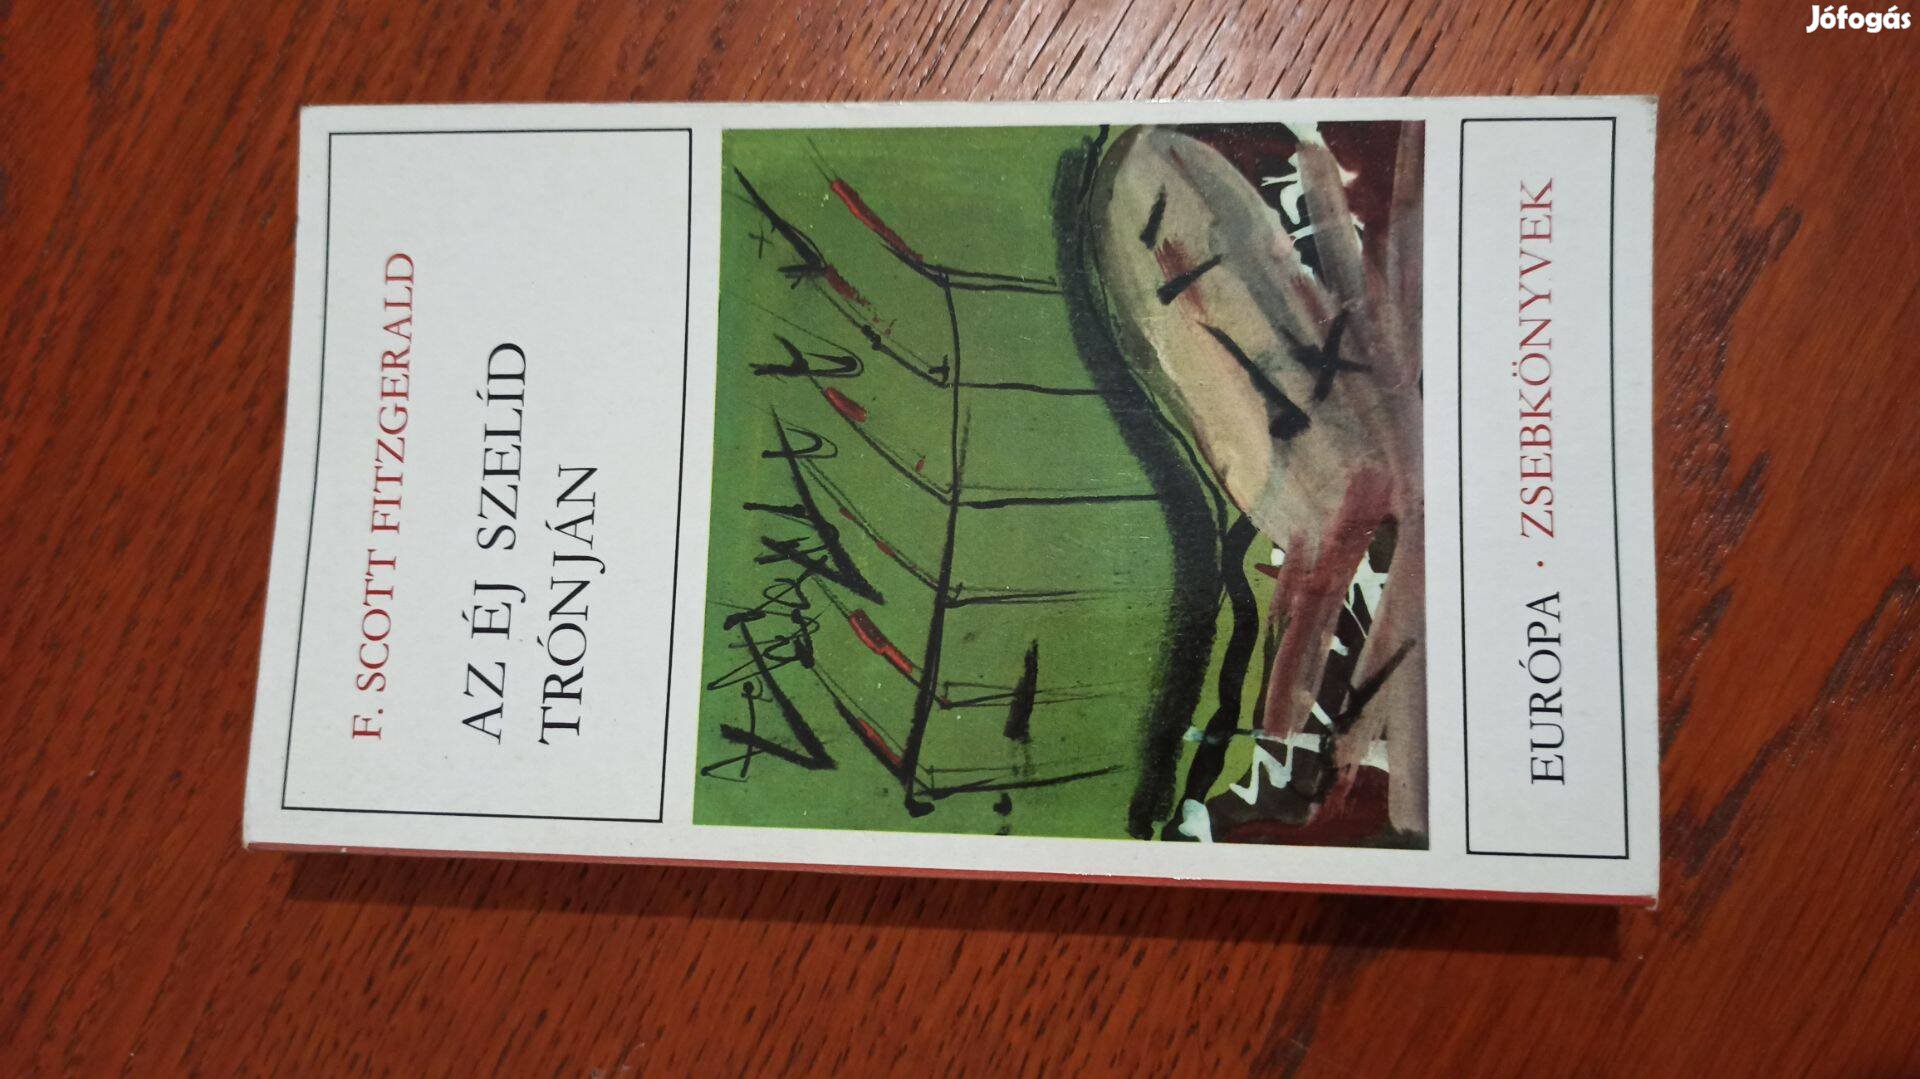 F. SCOTT FITZGERALD
AZ ÉJ SZELÍD
TRÓNJÁN
EURÓPA · ZSEBKÖNYVEK
Jófogás